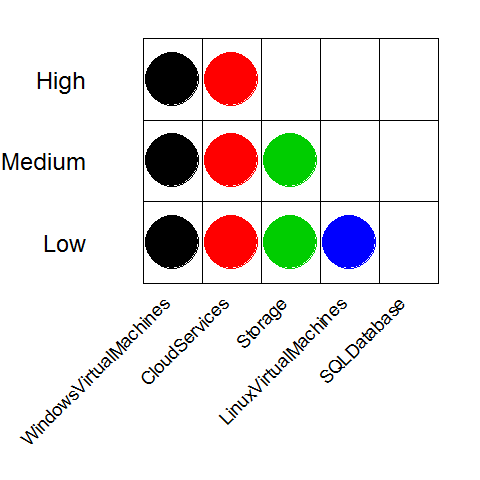 High
Medium
Low
WindowsVirtualMachines
CloudServices
Storage
LinuxVirtualMachines
SQLDatabase